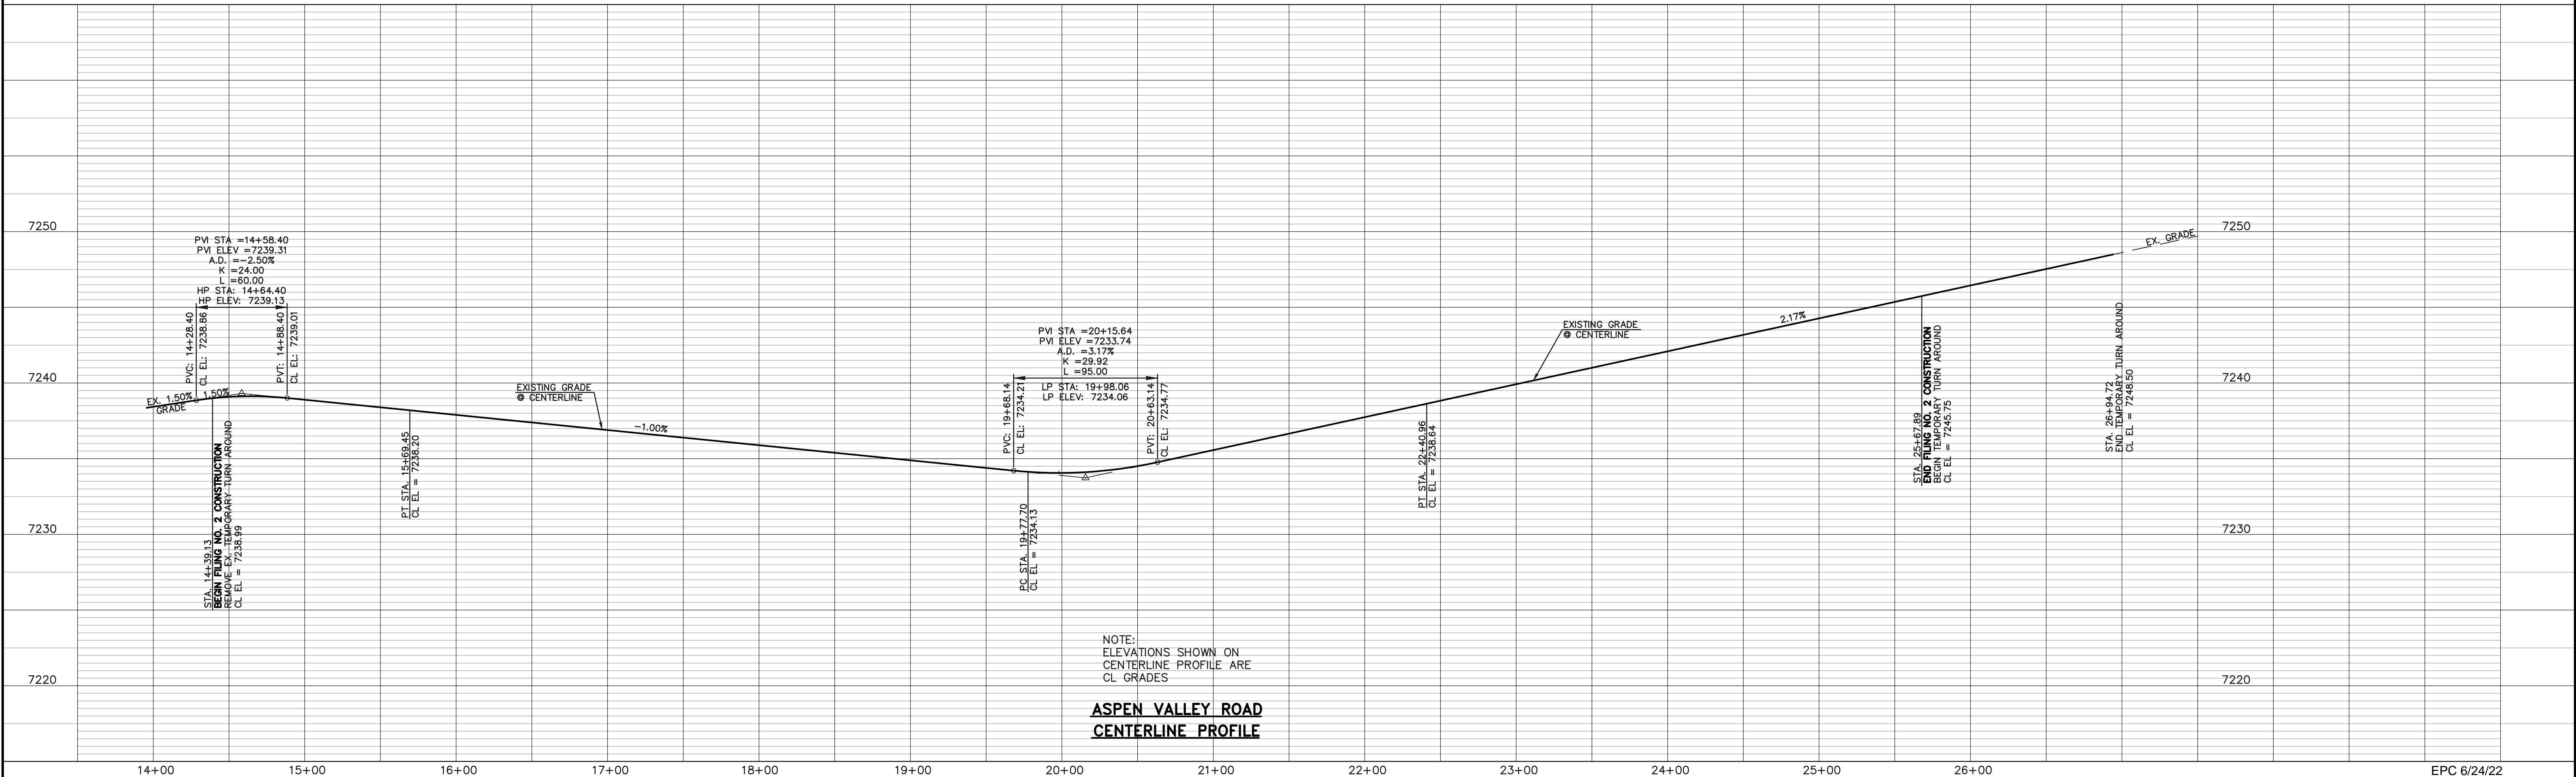 7250
7240
7230
7220
PVI STA =14+58.40
PVI ELEV =7239.31
A.D. =-2.50%
K =24.00
L =60.00
HP STA: 14+64.40
HP ELEV: 7239.13
PVC: 14+28.40
CL EL: 7238.86
PVT: 14+88.40
CL EL: 7239.01
EX. 1.50%
GRADE
1.50%
STA. 14+39.13
BEGIN FILING NO. 2 CONSTRUCTION
REMOVE EX. TEMPORARY TURN AROUND
CL EL = 7238.99
PT STA. 15+69.45
CL EL = 7238.20
EXISTING GRADE
@ CENTERLINE
-1.00%
PVI STA =20+15.64
PVI ELEV =7233.74
A.D. =3.17%
K =29.92
L =95.00
LP STA: 19+98.06
LP ELEV: 7234.06
PVC: 19+68.14
CL EL: 7234.21
PVT: 20+63.14
CL EL: 7234.77
PC STA. 19+77.70
CL EL = 7234.13
PT STA. 22+40.96
CL EL = 7238.64
EXISTING GRADE
@ CENTERLINE
2.17%
STA. 25+67.89
END FILING NO. 2 CONSTRUCTION
BEGIN TEMPORARY TURN AROUND
CL EL = 7245.75
STA. 26+94.72
END TEMPORARY TURN AROUND
CL EL = 7248.50
EX. GRADE
7250
7240
7230
7220
NOTE:
ELEVATIONS SHOWN ON
CENTERLINE PROFILE ARE
CL GRADES
ASPEN VALLEY ROAD
CENTERLINE PROFILE
14+00 15+00 16+00 17+00 18+00 19+00 20+00 21+00 22+00 23+00 24+00 25+00 26+00
EPC 6/24/22